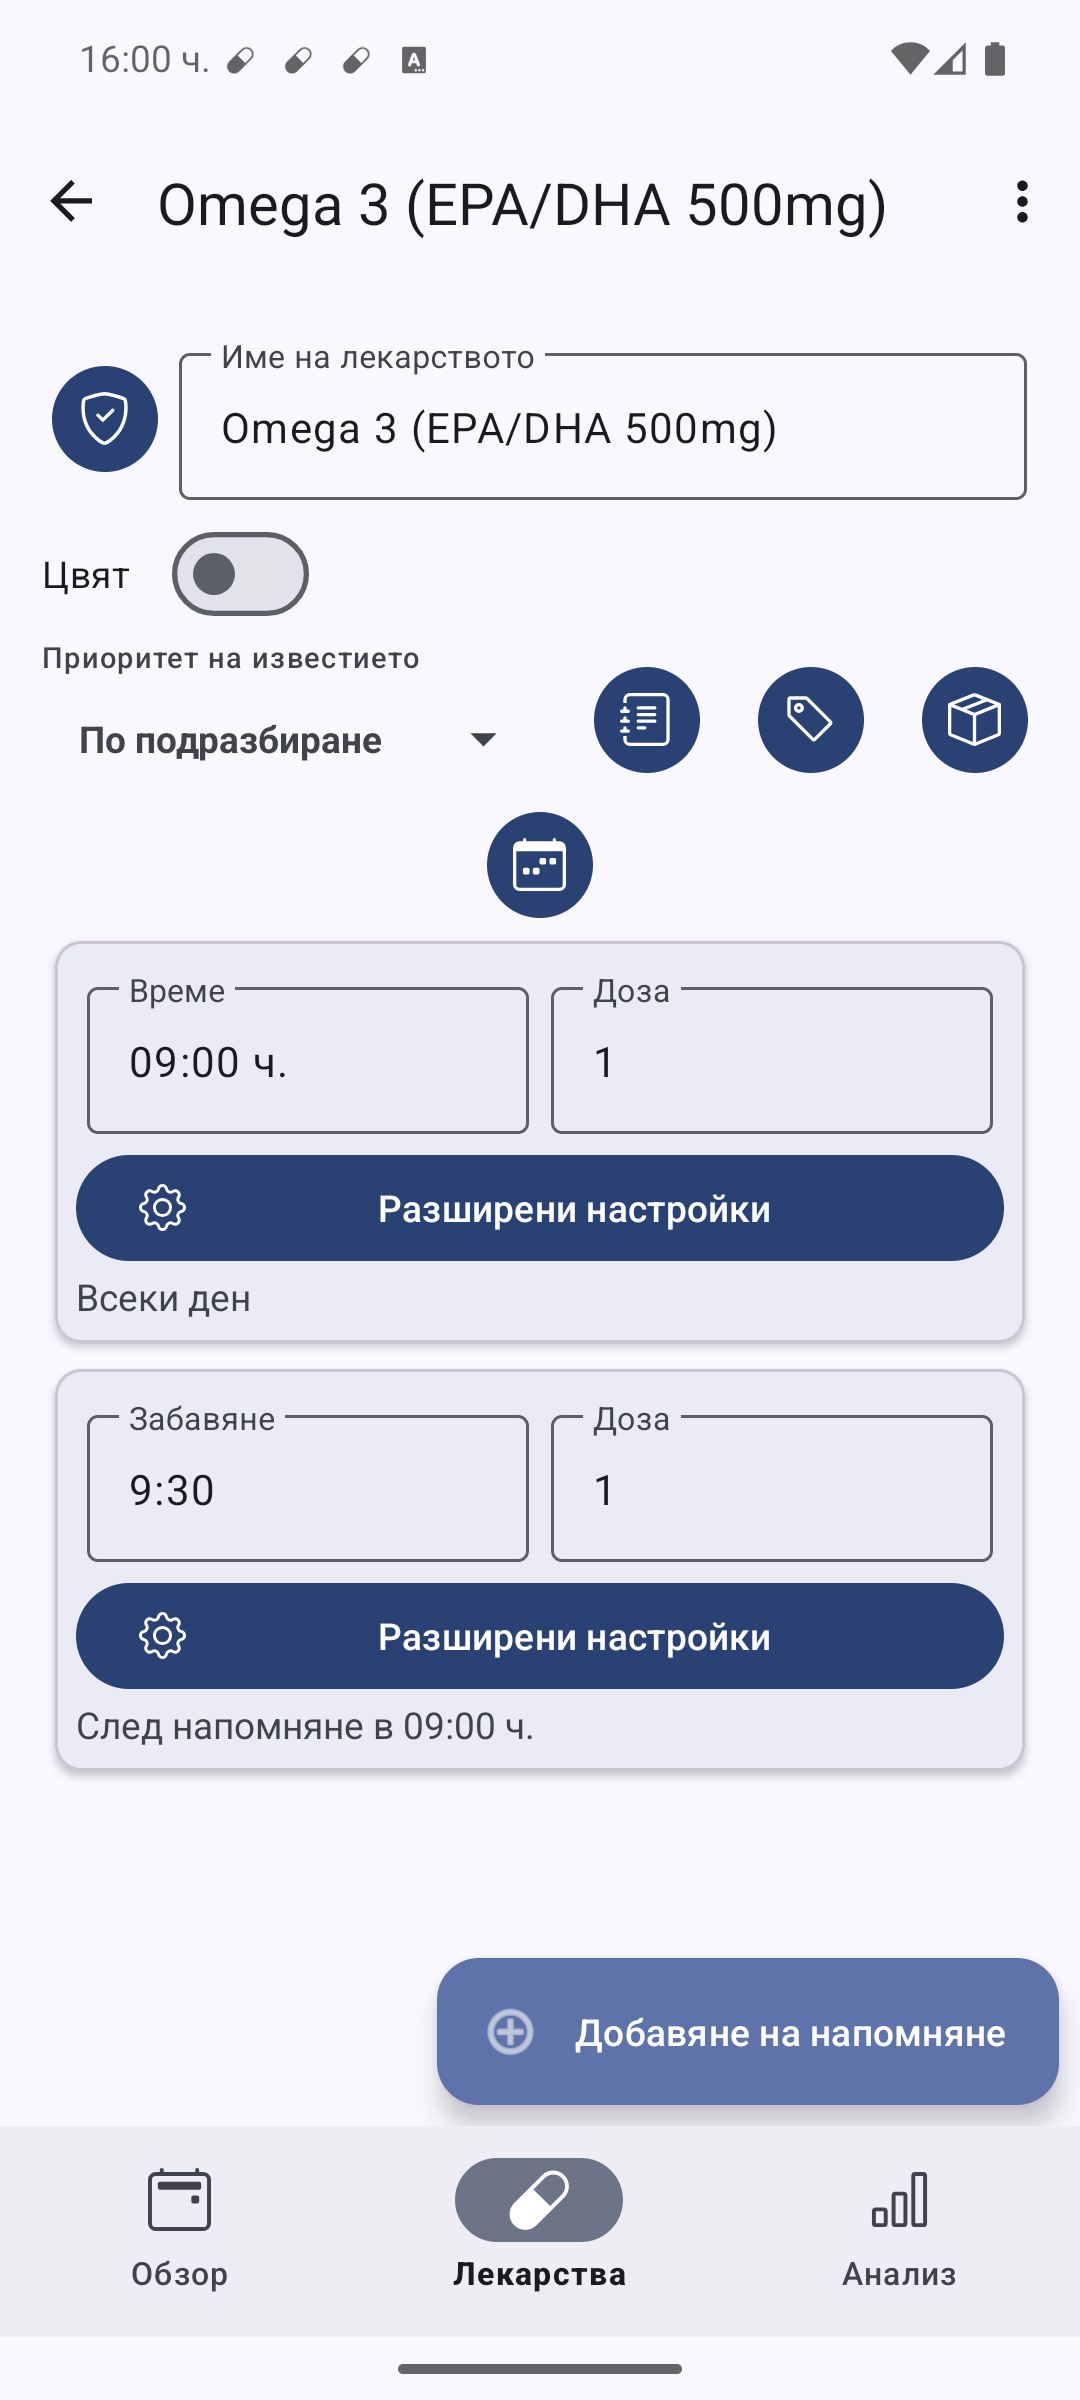 16:00 ч.
Omega 3 (EPA/DHA 500mg)
Име на лекарството
Omega 3 (EPA/DHA 500mg)
Цвят
Приоритет на известието
По подразбиране
Време
09:00 ч.
Доза
1
Разширени настройки
Всеки ден
Забавяне
9:30
Доза
1
Разширени настройки
След напомняне в 09:00 ч.
Добавяне на напомняне
Обзор
Лекарства
Анализ